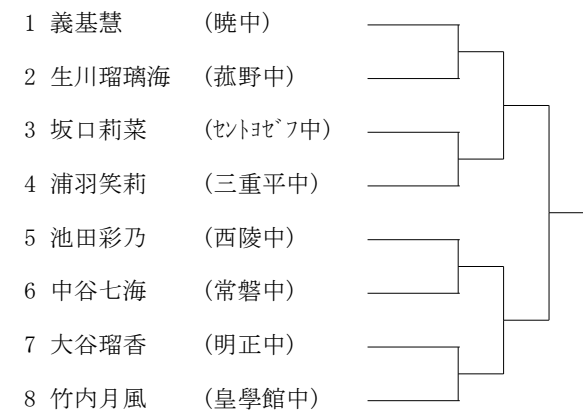 1 義基慧 (暁中)
2 生川瑠璃海 (菰野中)
3 坂口莉菜 (ｾﾝﾄﾖｾﾞﾌ中)
4 浦羽笑莉 (三重平中)
5 池田彩乃 (西陵中)
6 中谷七海 (常磐中)
7 大谷瑠香 (明正中)
8 竹内月風 (皇學館中)